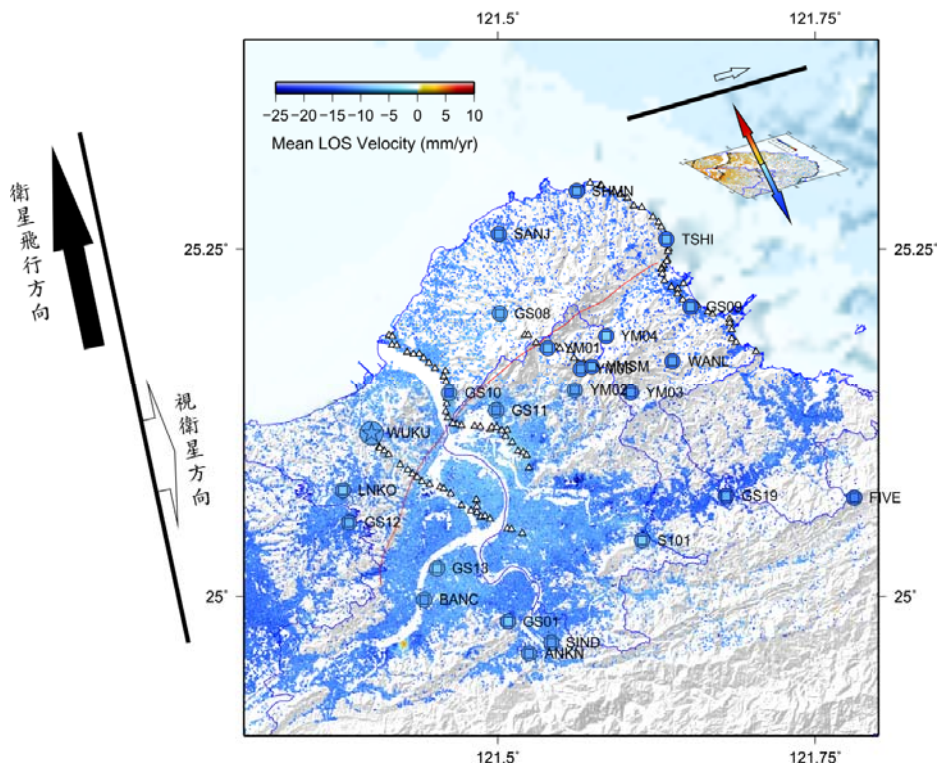 121.5˚
121.75˚
−25 −20 −15 −10 −5 0 5 10
Mean LOS Velocity (mm/yr)
衛星飛行方向
視衛星方向
25.25˚
25.25˚
SHMN
SANJ
TSHI
GS08
GS09
YM04
YM01
MMSM
WANL
YM02
YM03
GS10
GS11
WUKU
LNKO
GS19
FIVE
GS12
S101
GS13
25˚
25˚
BANC
GS01
SIND
ANKN
121.5˚
121.75˚